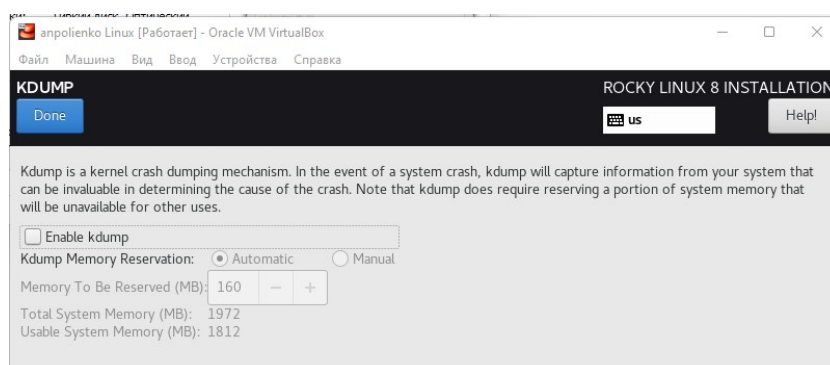 anpolienko Linux [Работает] - Oracle VM VirtualBox
Файл Машина Вид Ввод Устройства Справка
KDUMP
ROCKY LINUX 8 INSTALLATION
Done
us
Help!
Kdump is a kernel crash dumping mechanism. In the event of a system crash, kdump will capture information from your system that
can be invaluable in determining the cause of the crash. Note that kdump does require reserving a portion of system memory that
will be unavailable for other uses.
Enable kdump
Kdump Memory Reservation: Automatic Manual
Memory To Be Reserved (MB): 160 - +
Total System Memory (MB): 1972
Usable System Memory (MB): 1812